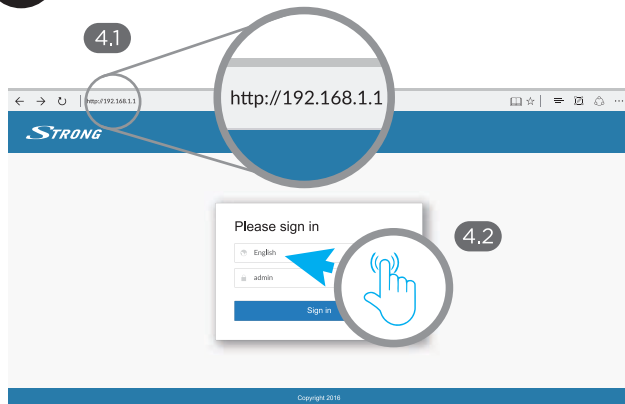 4.1
http://192.168.1.1
http://192.168.1.1
STRONG
Please sign in
English
4.2
admin
Sign in
Copyright 2016